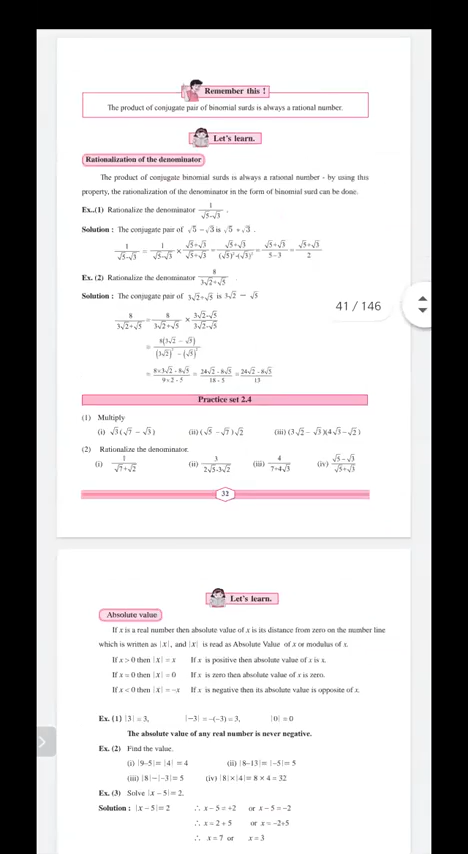 Remember this !
The product of conjugate pair of binomial surds is always a rational number.
Let's learn.
Rationalization of the denominator
The product of conjugate binomial surds is always a rational number - by using this
property, the rationalization of the denominator in the form of binomial surd can be done.
Ex..(1) Rationalize the denominator 1/(√5-√3) .
Solution : The conjugate pair of √5 − √3 is √5 + √3 .
1/(√5-√3) = 1/(√5-√3) × (√5+√3)/(√5+√3) = (√5+√3)/((√5)²-(√3)²) = (√5+√3)/(5−3) = (√5+√3)/2
Ex. (2) Rationalize the denominator 8/(3√2+√5)
Solution : The conjugate pair of 3√2+√5 is 3√2 − √5
41 / 146
8/(3√2+√5) = 8/(3√2+√5) × (3√2-√5)/(3√2-√5)
= 8(3√2 − √5)/((3√2)² − (√5)²)
= (8×3√2 - 8√5)/(9×2 - 5) = (24√2 - 8√5)/(18 - 5) = (24√2 - 8√5)/13
Practice set 2.4
(1) Multiply
(i) √3(√7 − √3) (ii) (√5 −√7)√2 (iii) (3√2 − √3)(4√3 −√2)
(2) Rationalize the denominator.
(i) 1/(√7+√2) (ii) 3/(2√5-3√2) (iii) 4/(7+4√3) (iv) (√5−√3)/(√5+√3)
32
Let's learn.
Absolute value
If x is a real number then absolute value of x is its distance from zero on the number line
which is written as |x|, and |x| is read as Absolute Value of x or modulus of x.
If x > 0 then |x| = x If x is positive then absolute value of x is x.
If x = 0 then |x| = 0 If x is zero then absolute value of x is zero.
If x < 0 then |x| = −x If x is negative then its absolute value is opposite of x.
Ex. (1) |3| = 3, |−3| = −(−3) = 3, |0| = 0
The absolute value of any real number is never negative.
Ex. (2) Find the value.
(i) |9−5|= |4| = 4 (ii) |8−13|= |−5|= 5
(iii) |8|−|−3|= 5 (iv) |8|×|4|= 8 × 4 = 32
Ex. (3) Solve |x − 5|= 2.
Solution : |x − 5|= 2 ∴ x − 5 = +2 or x − 5 = −2
∴ x = 2 + 5 or x = −2+5
∴ x = 7 or x = 3